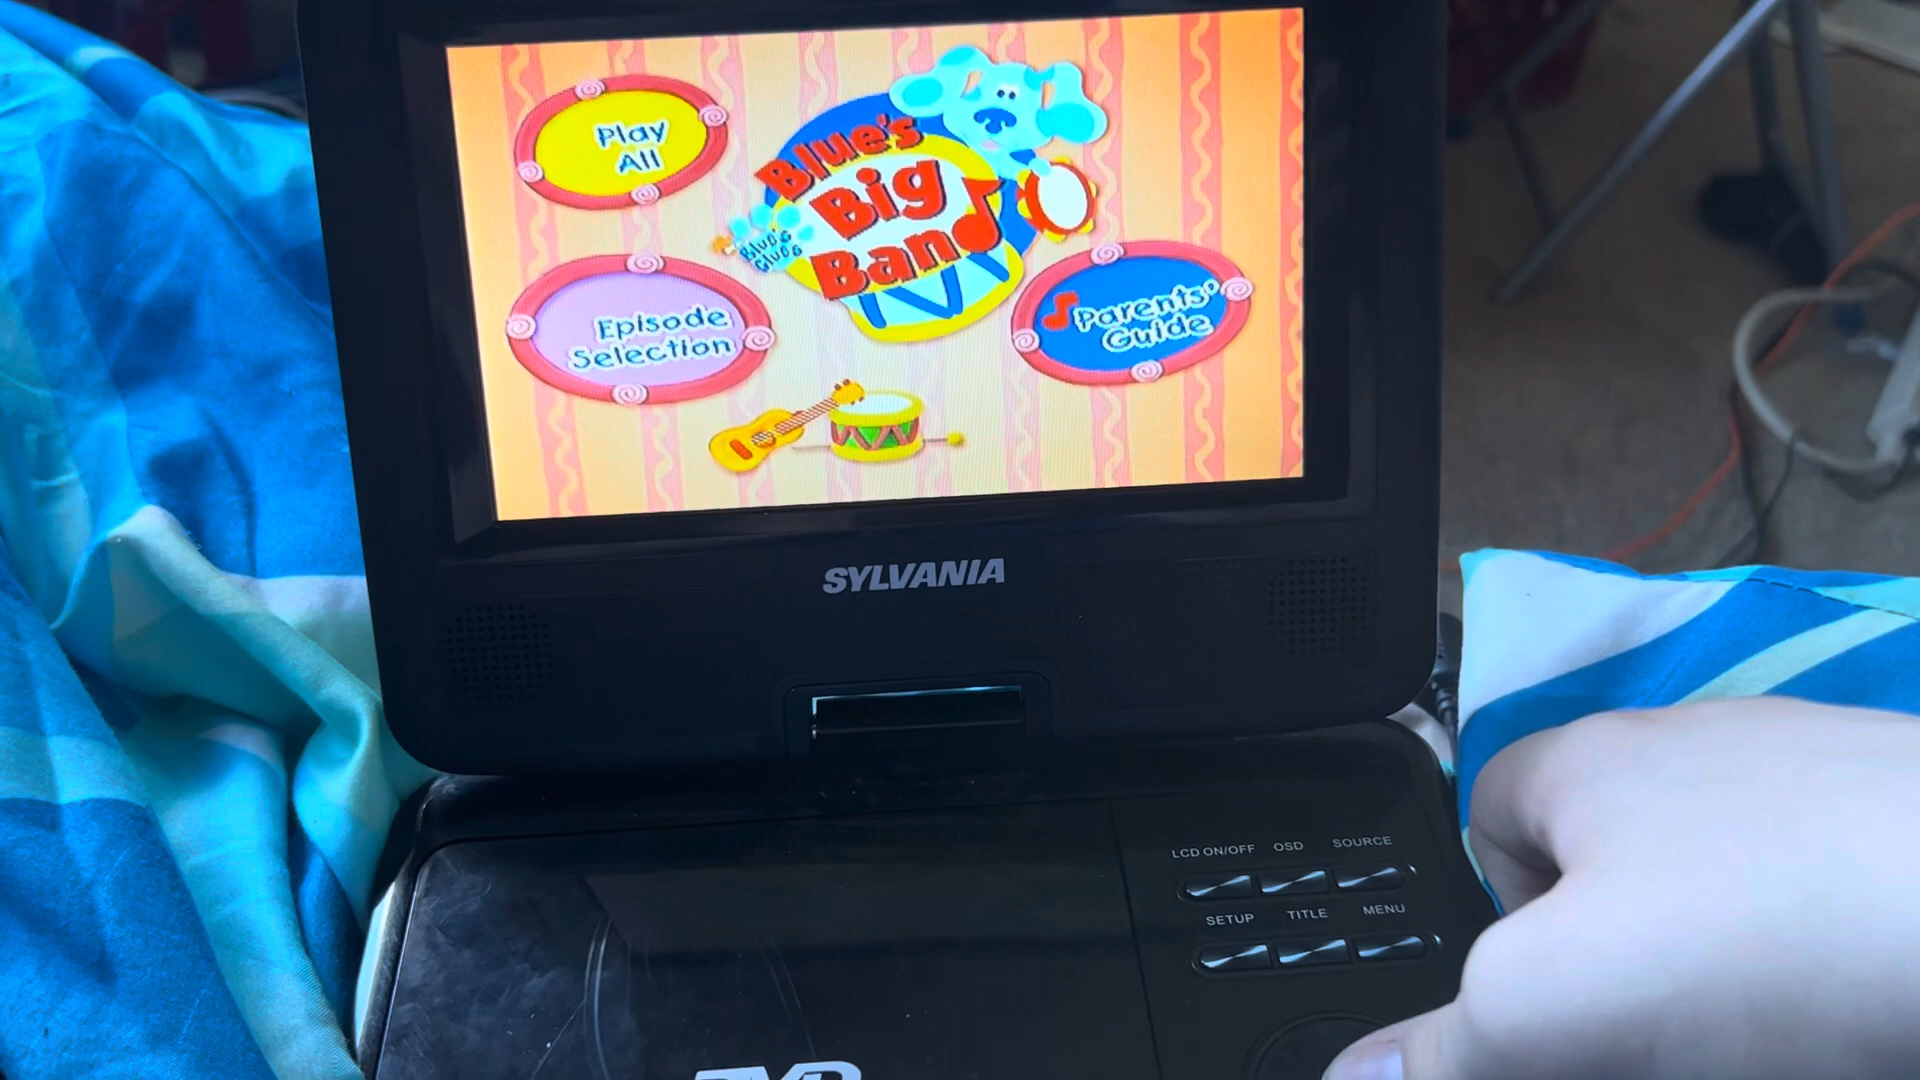 Play
All
Blue's
Big
Band
Blue's
Clues
Episode
Selection
Parents'
Guide
SYLVANIA
LCD ON/OFF OSD SOURCE
SETUP TITLE MENU
DVD